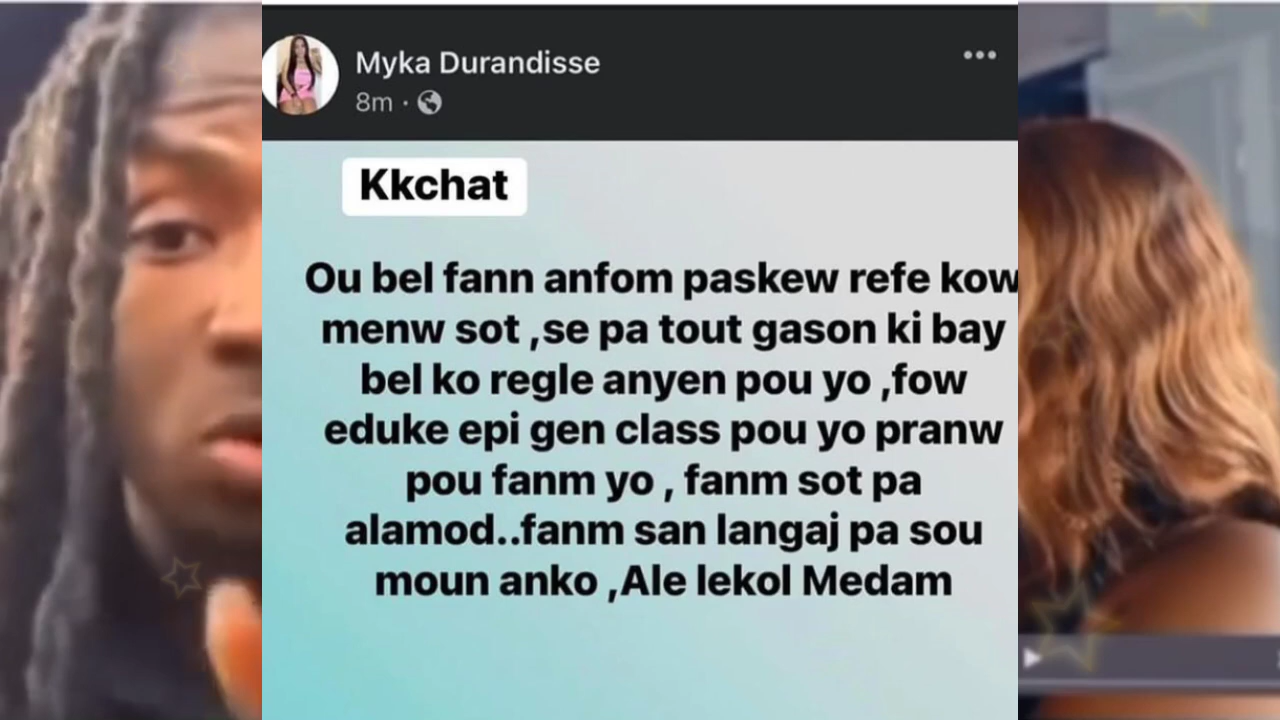 Myka Durandisse
8m ·
Kkchat
Ou bel fann anfom paskew refe kow
menw sot ,se pa tout gason ki bay
bel ko regle anyen pou yo ,fow
eduke epi gen class pou yo pranw
pou fanm yo , fanm sot pa
alamod..fanm san langaj pa sou
moun anko ,Ale lekol Medam